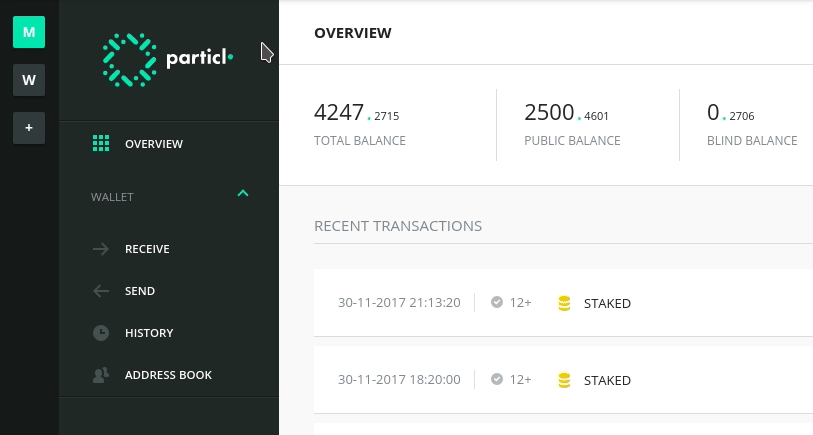 M
W
+
particl
OVERVIEW
WALLET
RECEIVE
SEND
HISTORY
ADDRESS BOOK
OVERVIEW
4247.2715
TOTAL BALANCE
2500.4601
PUBLIC BALANCE
0.2706
BLIND BALANCE
RECENT TRANSACTIONS
30-11-2017 21:13:20 12+ STAKED
30-11-2017 18:20:00 12+ STAKED